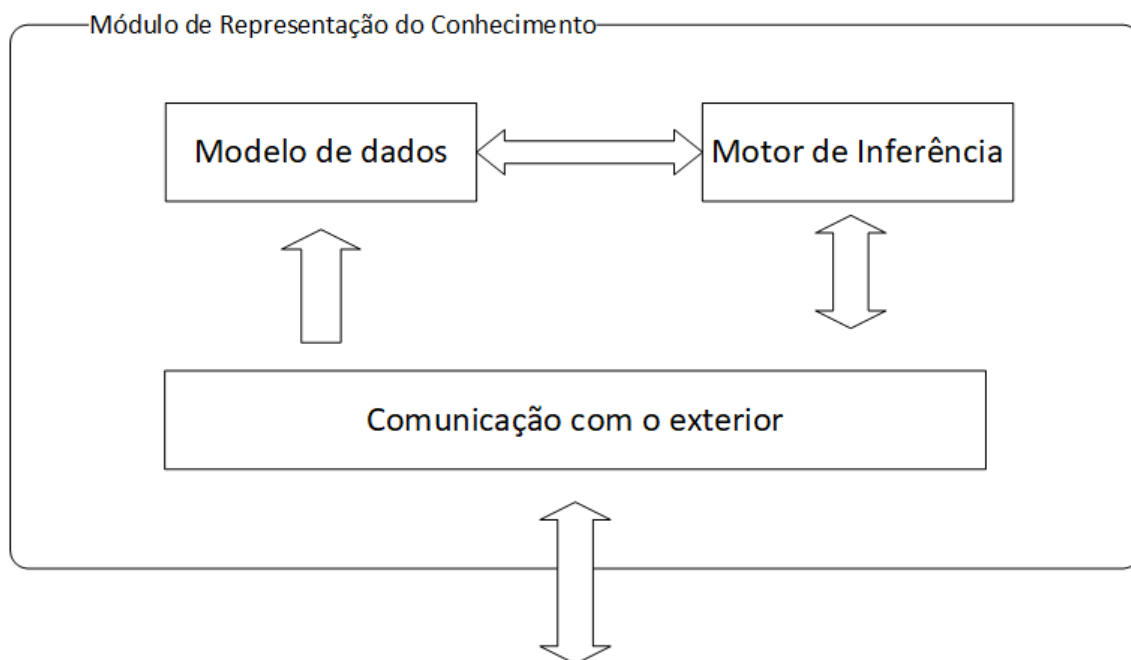 Módulo de Representação do Conhecimento
Modelo de dados
Motor de Inferência
Comunicação com o exterior